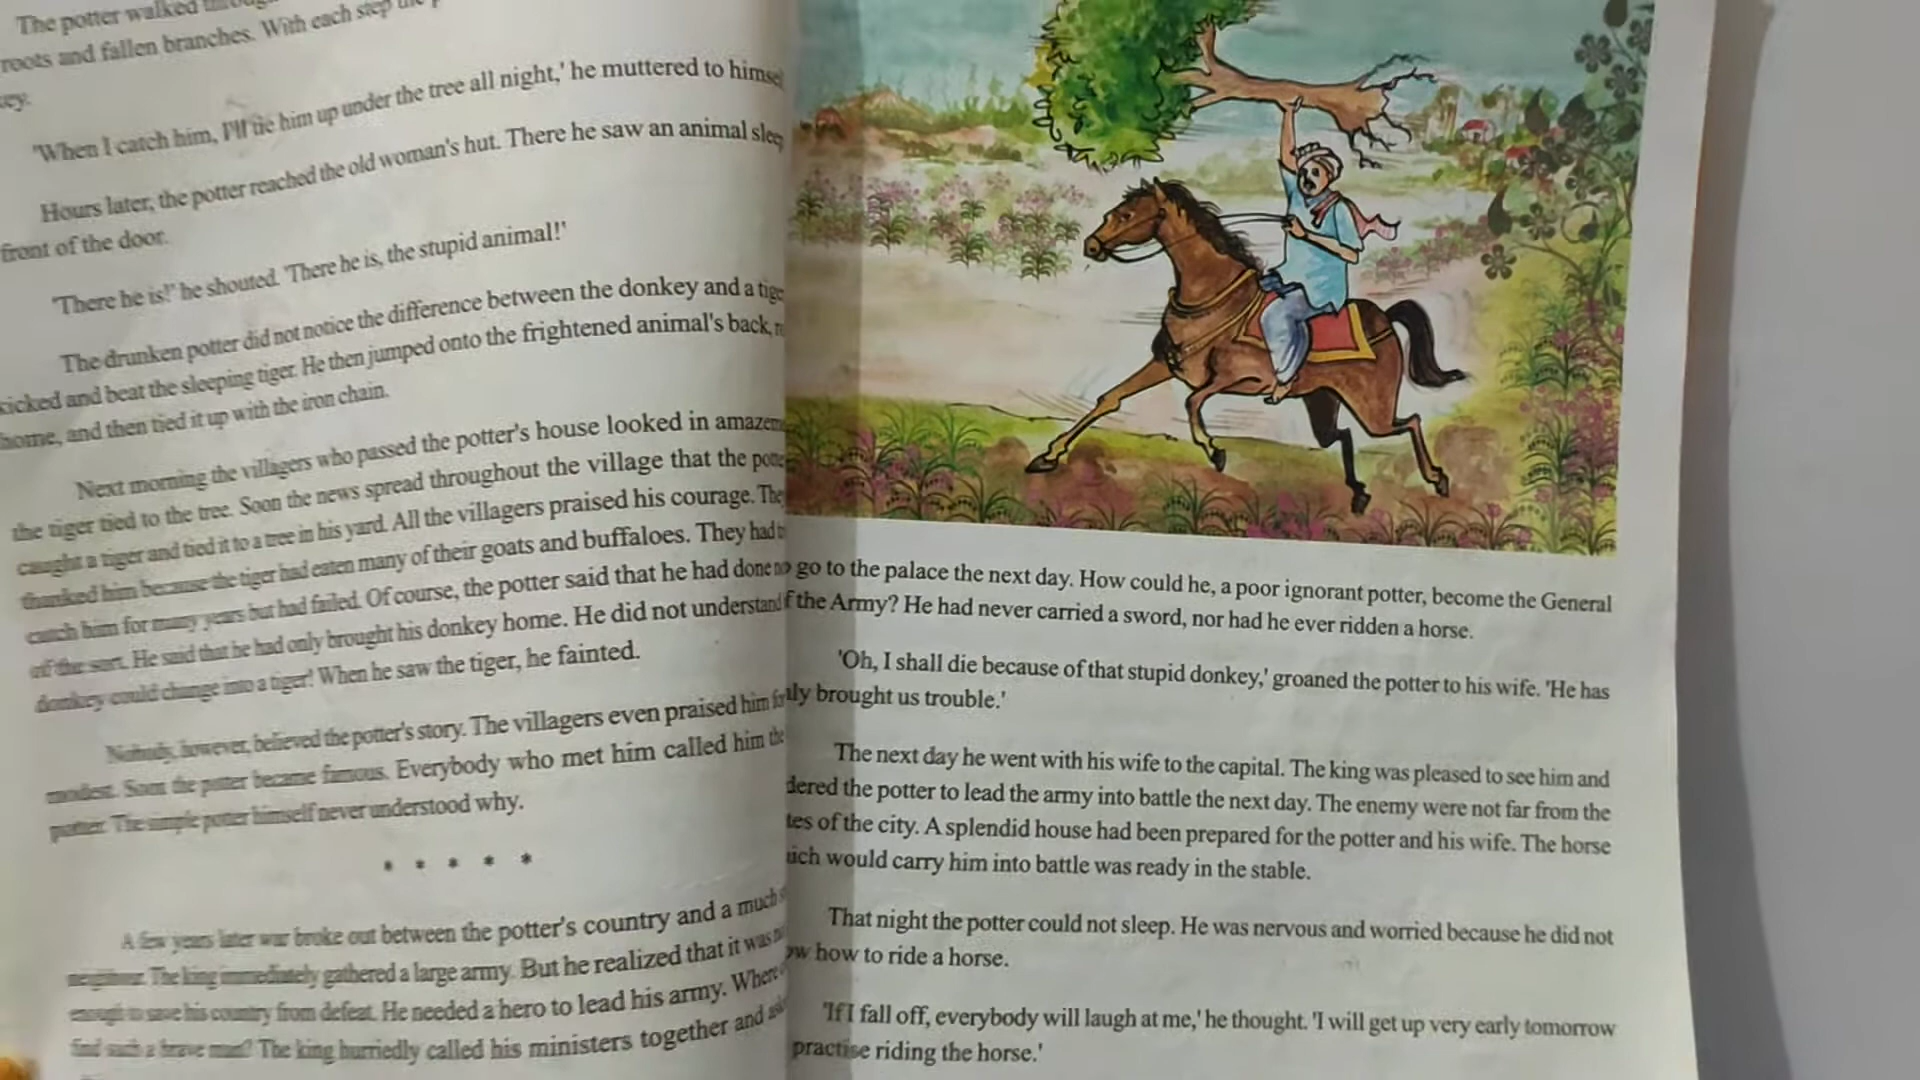 The potter walked
roots and fallen branches. With each step the
'When I catch him, I'll tie him up under the tree all night,' he muttered to
Hours later, the potter reached the old woman's hut. There he saw an animal
front of the door.
'There he is!' he shouted. 'There he is, the stupid animal!'
The drunken potter did not notice the difference between the donkey and a
kicked and beat the sleeping tiger. He then jumped onto the frightened animal's back,
home, and then tied it up with the iron chain.
Next morning the villagers who passed the potter's house looked in
the tiger tied to the tree. Soon the news spread throughout the village that the
caught a tiger and tied it to a tree in his yard. All the villagers praised his courage.
thanked him because the tiger had eaten many of their goats and buffaloes. They had
catch him for many years but had failed. Of course, the potter said that he had done
of the sort. He said that he had only brought his donkey home. He did not understand
donkey could change into a tiger! When he saw the tiger, he fainted.
Nobody, however, believed the potter's story. The villagers even praised him
modest. Soon the potter became famous. Everybody who met him called him the
potter. The simple potter himself never understood why.
* * * * *
A few years later war broke out between the potter's country and a much
neighbour. The king immediately gathered a large army. But he realized that it was
enough to save his country from defeat. He needed a hero to lead his army. Where
find such a brave man? The king hurriedly called his ministers together and
go to the palace the next day. How could he, a poor ignorant potter, become the General
the Army? He had never carried a sword, nor had he ever ridden a horse.
'Oh, I shall die because of that stupid donkey,' groaned the potter to his wife. 'He has
brought us trouble.'
The next day he went with his wife to the capital. The king was pleased to see him and
the potter to lead the army into battle the next day. The enemy were not far from the
of the city. A splendid house had been prepared for the potter and his wife. The horse
would carry him into battle was ready in the stable.
That night the potter could not sleep. He was nervous and worried because he did not
how to ride a horse.
'If I fall off, everybody will laugh at me,' he thought. 'I will get up very early tomorrow
practise riding the horse.'